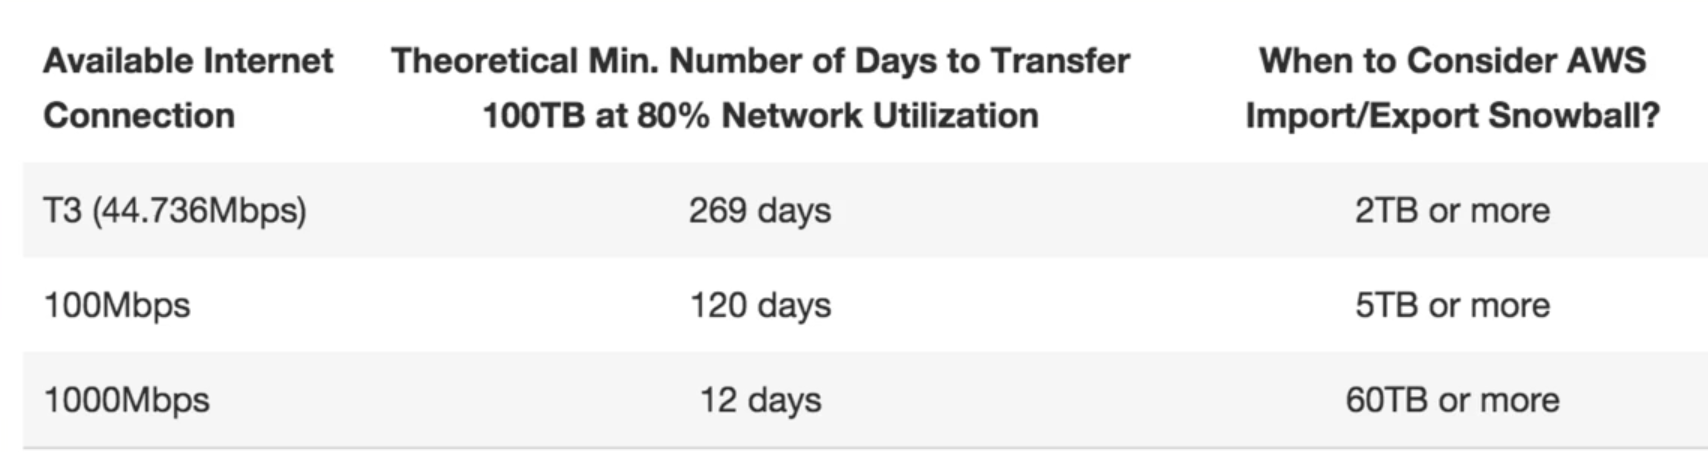 Available Internet Connection
Theoretical Min. Number of Days to Transfer 100TB at 80% Network Utilization
When to Consider AWS Import/Export Snowball?
T3 (44.736Mbps) 269 days 2TB or more
100Mbps 120 days 5TB or more
1000Mbps 12 days 60TB or more